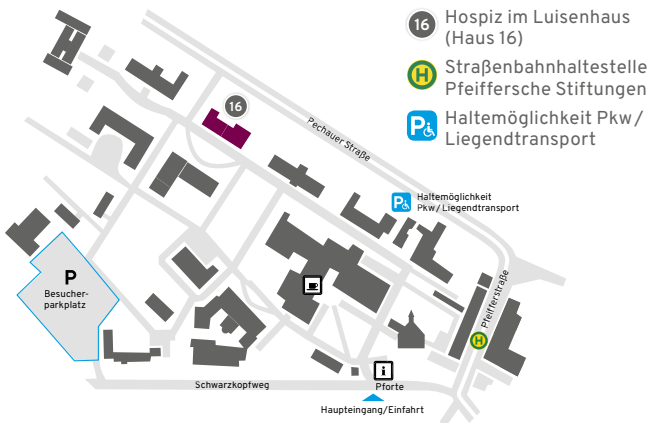 16 Hospiz im Luisenhaus
(Haus 16)
H Straßenbahnhaltestelle
Pfeiffersche Stiftungen
P Haltemöglichkeit Pkw/
Liegendtransport
16
Pechauer Straße
P Haltemöglichkeit
Pkw/Liegendtransport
P
Besucher-
parkplatz
Pfeifferstraße
H
i
Schwarzkopfweg
Pforte
Haupteingang/Einfahrt